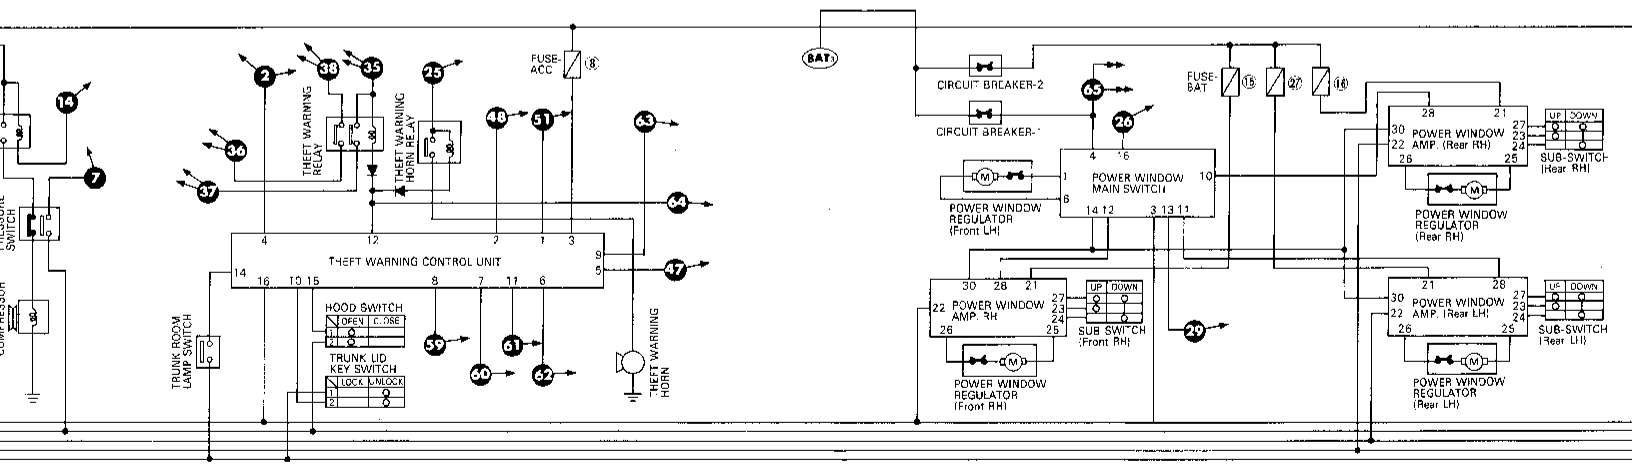 14
7
SWITCH
2
38
35
25
FUSE-
ACC
8
THEFT WARNING
RELAY
THEFT WARNING
HORN RELAY
36
37
48
51
63
64
47
4
12
2
1
3
9
5
14
THEFT WARNING CONTROL UNIT
16
10
15
8
7
11
6
HOOD SWITCH
OPEN
CLOSE
1
2
TRUNK LID
KEY SWITCH
LOCK
UNLOCK
1
2
TRUNK ROOM
LAMP SWITCH
59
60
61
62
THEFT WARNING
HORN
BAT
CIRCUIT BREAKER-2
CIRCUIT BREAKER-1
65
26
FUSE-
BAT
15
27
4
16
1
6
10
POWER WINDOW
MAIN SWITCH
14 12
3 13 11
M
POWER WINDOW
REGULATOR
(Front LH)
30
28
21
22
POWER WINDOW
AMP. RH
27
23
24
26
25
UP
DOWN
SUB SWITCH
(Front RH)
M
POWER WINDOW
REGULATOR
(Front RH)
29
28
21
30
22
POWER WINDOW
AMP. (Rear RH)
27
23
24
26
25
UP
DOWN
SUB-SWITCH
(Rear RH)
M
POWER WINDOW
REGULATOR
(Rear RH)
21
28
30
22
POWER WINDOW
AMP. (Rear LH)
27
23
24
26
25
UP
DOWN
SUB-SWITCH
(Rear LH)
M
POWER WINDOW
REGULATOR
(Rear LH)